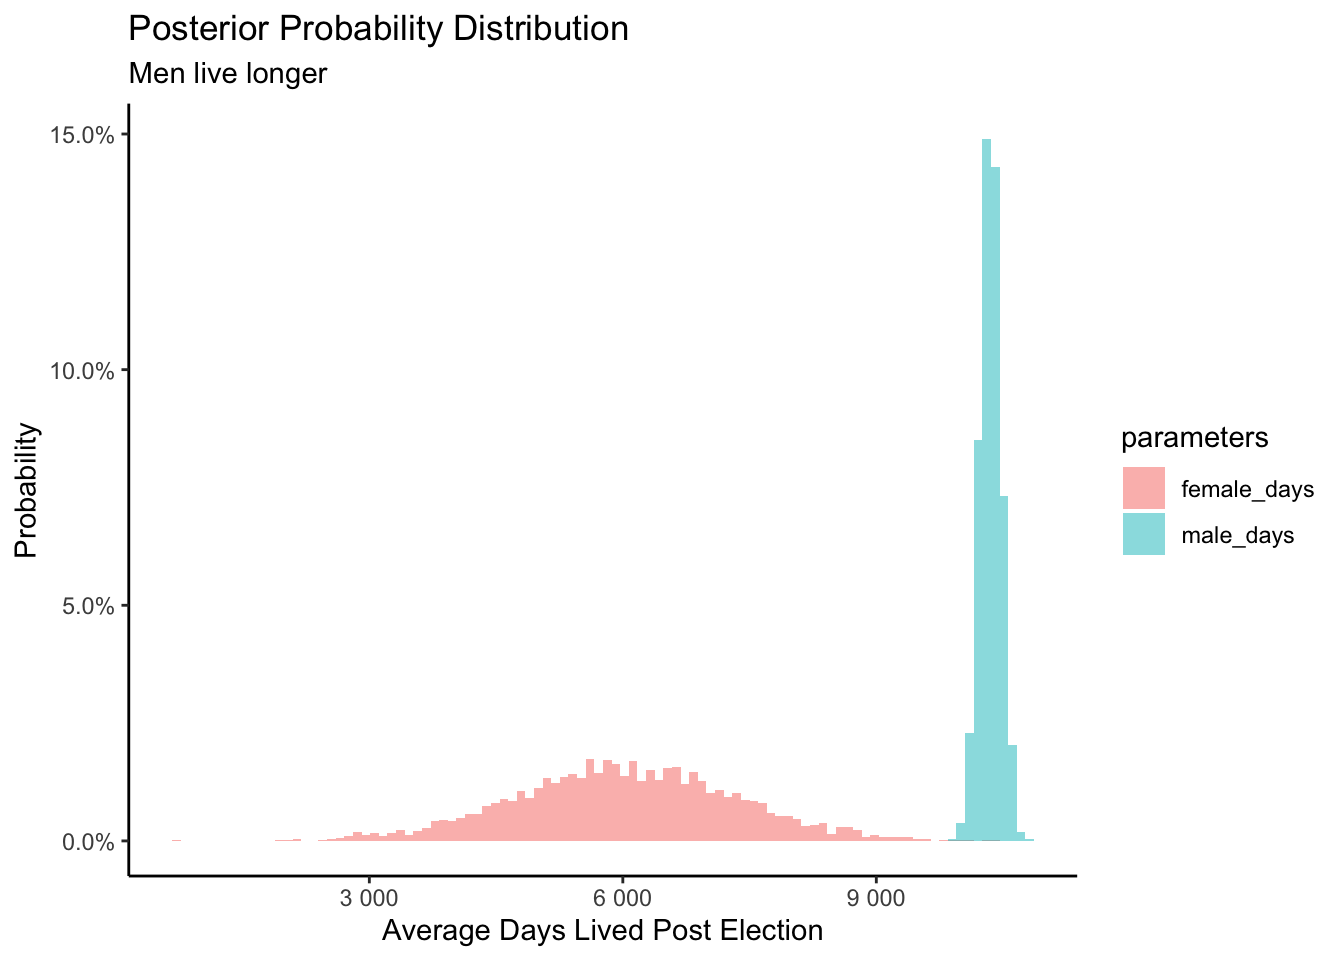 Posterior Probability Distribution
Men live longer
15.0%
10.0%
5.0%
0.0%
Probability
3 000 6 000 9 000
Average Days Lived Post Election
parameters
female_days
male_days